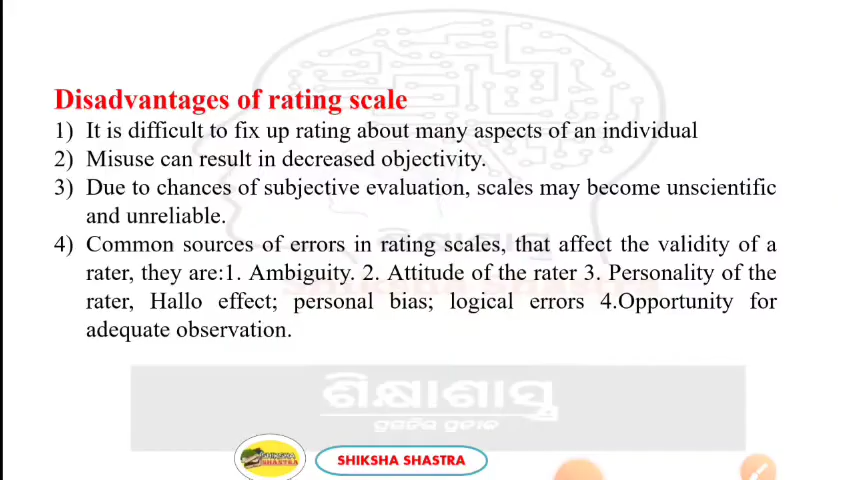 Disadvantages of rating scale
1) It is difficult to fix up rating about many aspects of an individual
2) Misuse can result in decreased objectivity.
3) Due to chances of subjective evaluation, scales may become unscientific
and unreliable.
4) Common sources of errors in rating scales, that affect the validity of a
rater, they are:1. Ambiguity. 2. Attitude of the rater 3. Personality of the
rater, Hallo effect; personal bias; logical errors 4.Opportunity for
adequate observation.
ଶିକ୍ଷାଶାସ୍ତ୍ର
SHIKSHA
SHASTRA
SHIKSHA SHASTRA